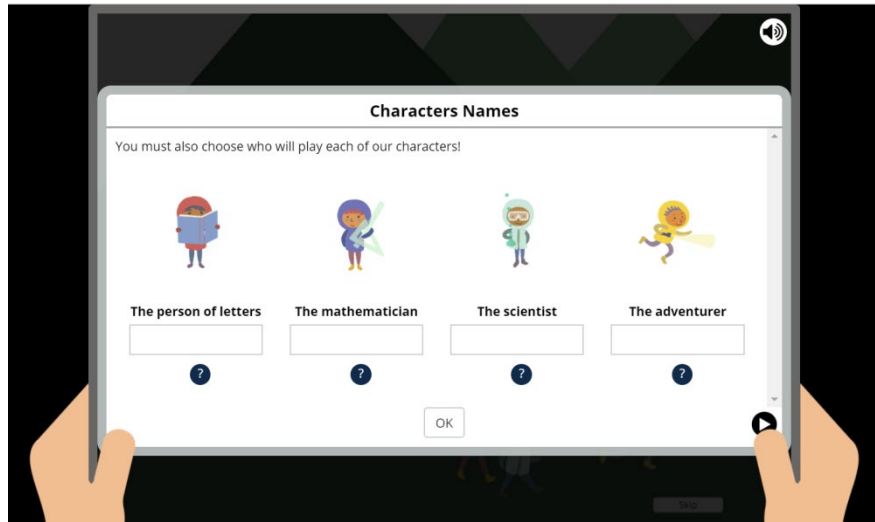 Characters Names
You must also choose who will play each of our characters!
The person of letters
The mathematician
The scientist
The adventurer
?
?
?
?
OK
Skip